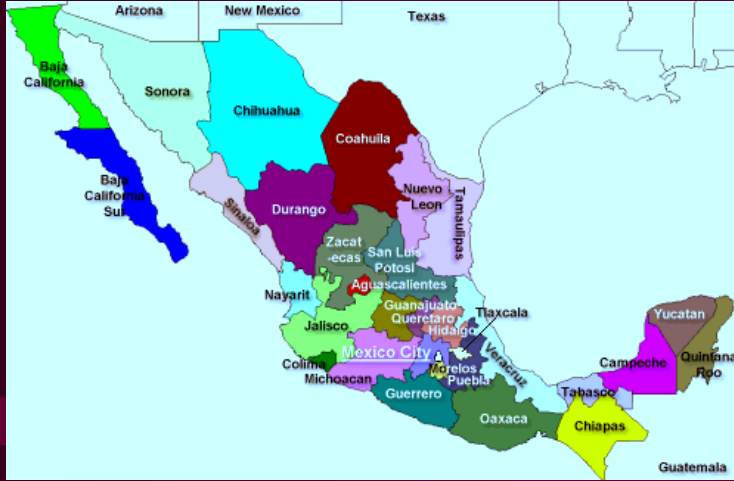 Arizona
New Mexico
Texas
Baja
California
Sonora
Chihuahua
Coahuila
Baja
California
Sur
Sinaloa
Durango
Nuevo
Leon
Tamaulipas
Zacat
-ecas
San Luis
Potosi
Nayarit
Aguascalientes
Guanajuato
Queretaro
Hidalgo
Tlaxcala
Jalisco
Mexico City
Veracruz
Colima
Michoacan
Morelos
Puebla
Guerrero
Oaxaca
Yucatan
Campeche
Quintana
Roo
Tabasco
Chiapas
Guatemala